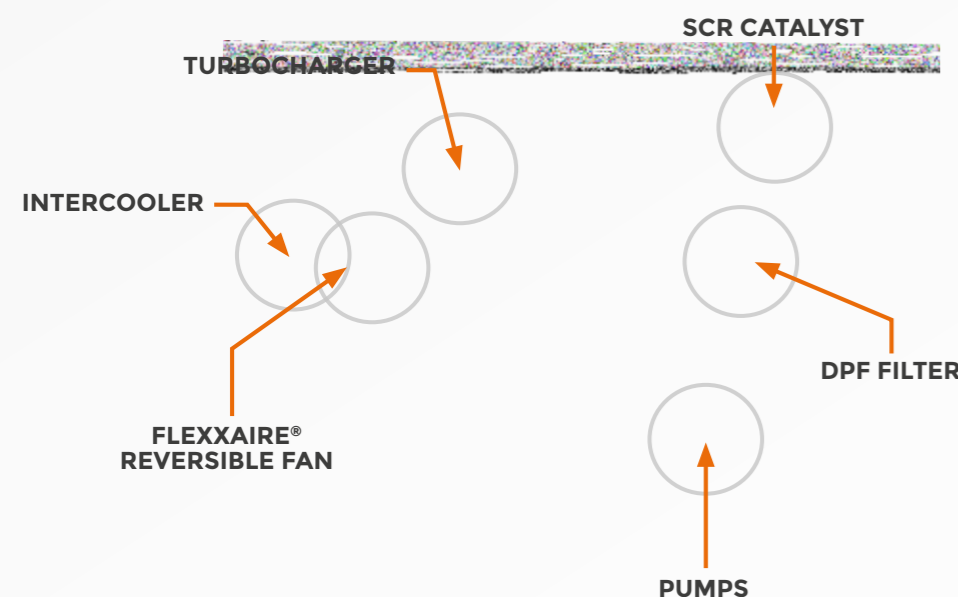 SCR CATALYST
TURBOCHARGER
INTERCOOLER
DPF FILTER
FLEXXAIRE®
REVERSIBLE FAN
PUMPS